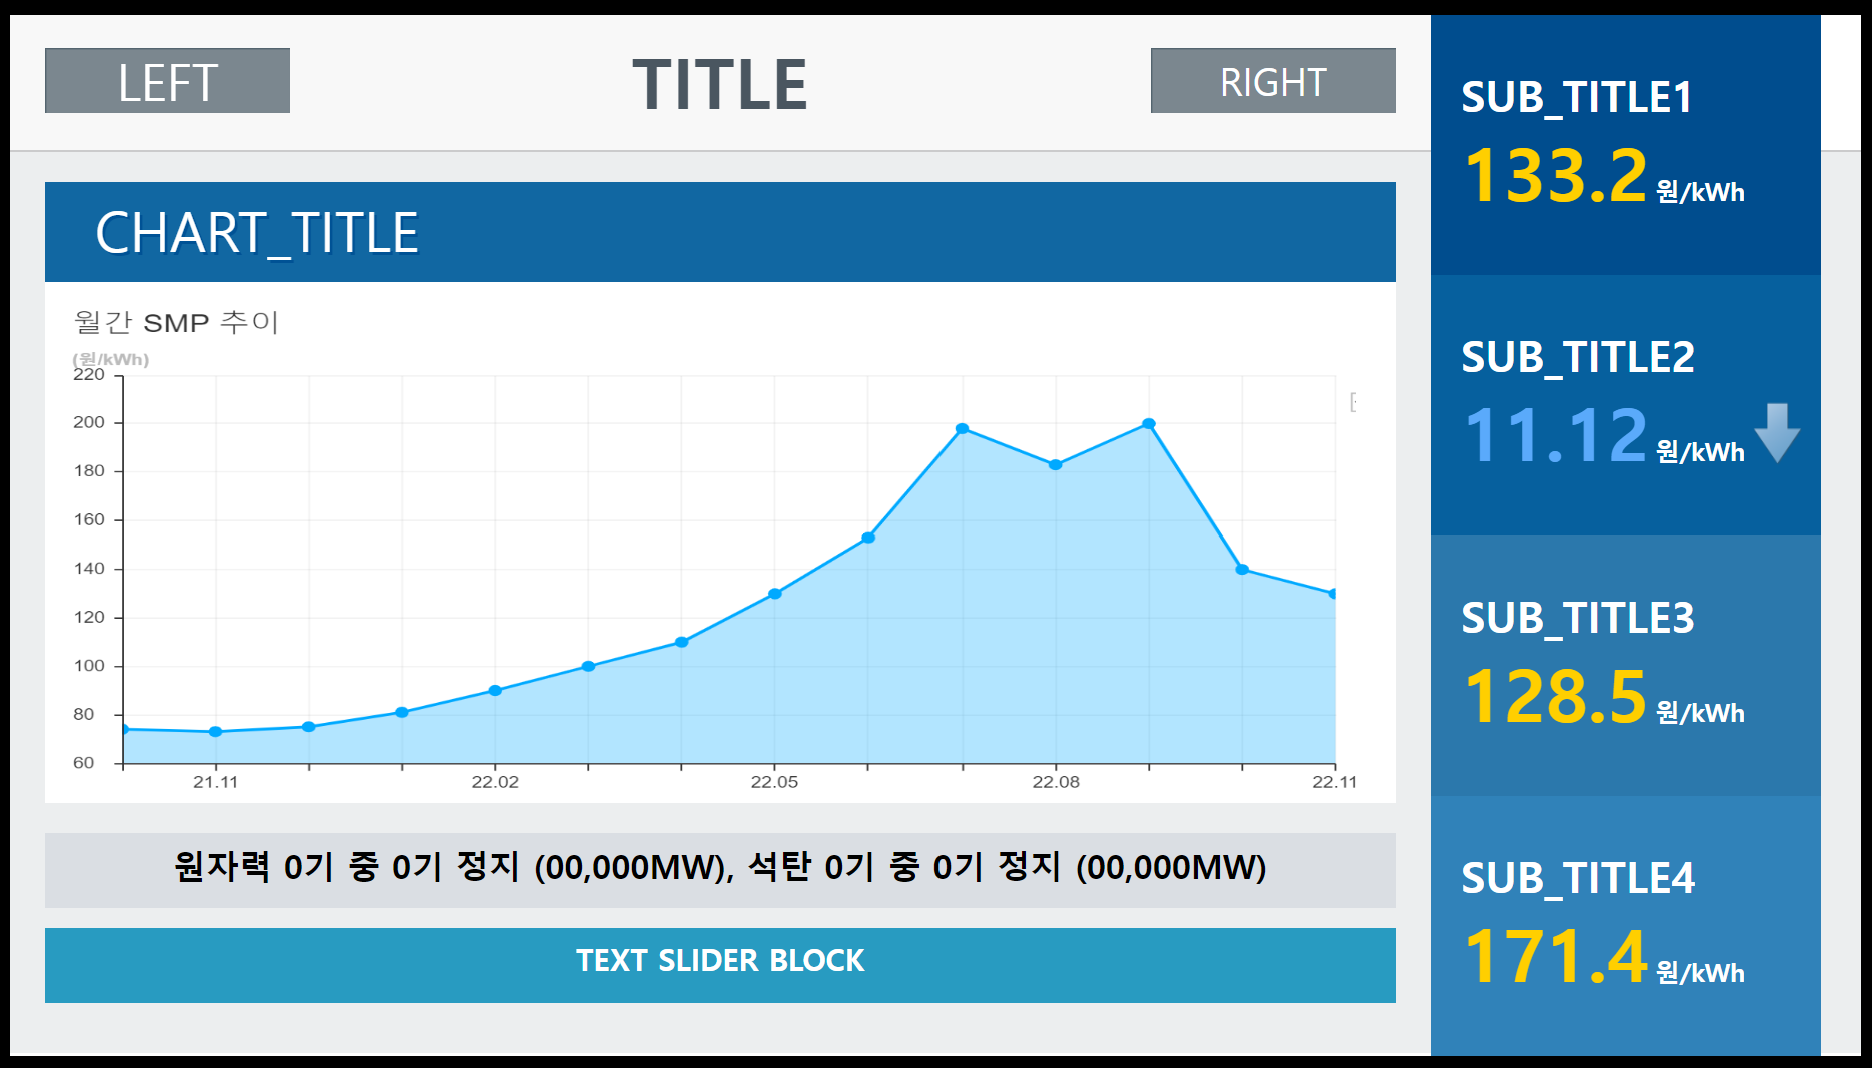 LEFT
TITLE
RIGHT
CHART_TITLE
월간 SMP 추이
(원/kWh)
220
200
180
160
140
120
100
80
60
21.11
22.02
22.05
22.08
22.11
원자력 0기 중 0기 정지 (00,000MW), 석탄 0기 중 0기 정지 (00,000MW)
TEXT SLIDER BLOCK
SUB_TITLE1
133.2 원/kWh
SUB_TITLE2
11.12 원/kWh
SUB_TITLE3
128.5 원/kWh
SUB_TITLE4
171.4 원/kWh